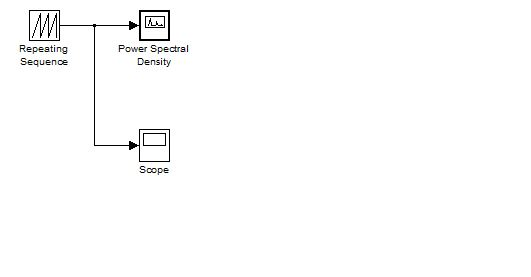 Repeating
Sequence
Power Spectral
Density
Scope